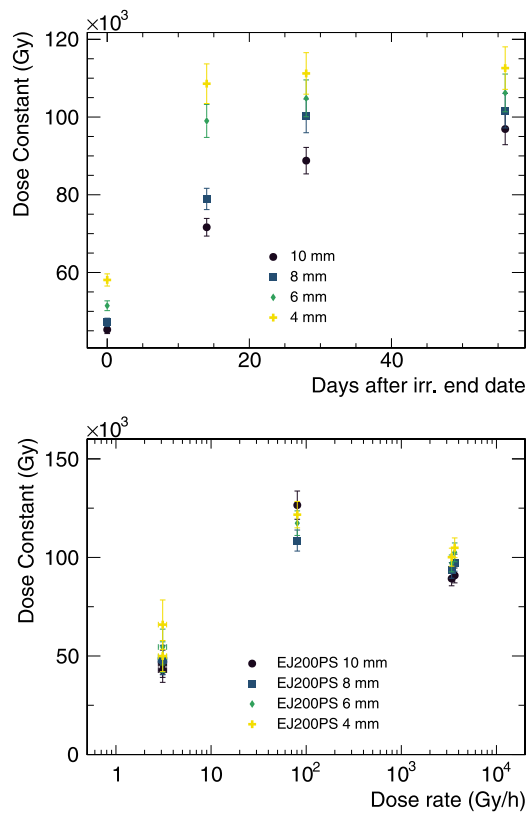 ×10³
Dose Constant (Gy)
120
100
80
60
10 mm
8 mm
6 mm
4 mm
0
20
40
Days after irr. end date
×10³
Dose Constant (Gy)
150
100
50
0
EJ200PS 10 mm
EJ200PS 8 mm
EJ200PS 6 mm
EJ200PS 4 mm
1
10
10²
10³
10⁴
Dose rate (Gy/h)